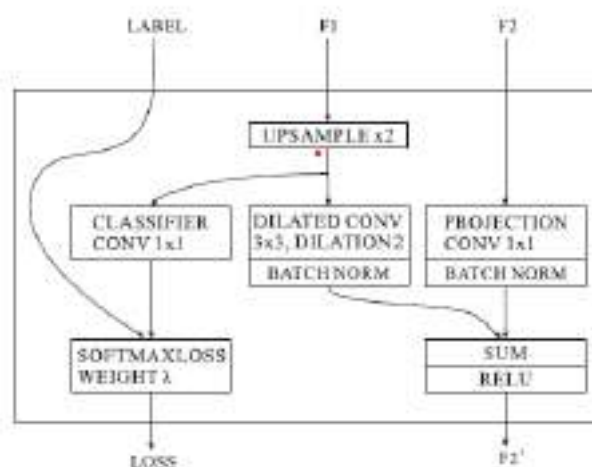 LABEL F1 F2
UPSAMPLE x2
CLASSIFIER
CONV 1x1
DILATED CONV
3x3, DILATION 2
BATCH NORM
PROJECTION
CONV 1x1
BATCH NORM
SOFTMAXLOSS
WEIGHT λ
SUM
RELU
LOSS F2'